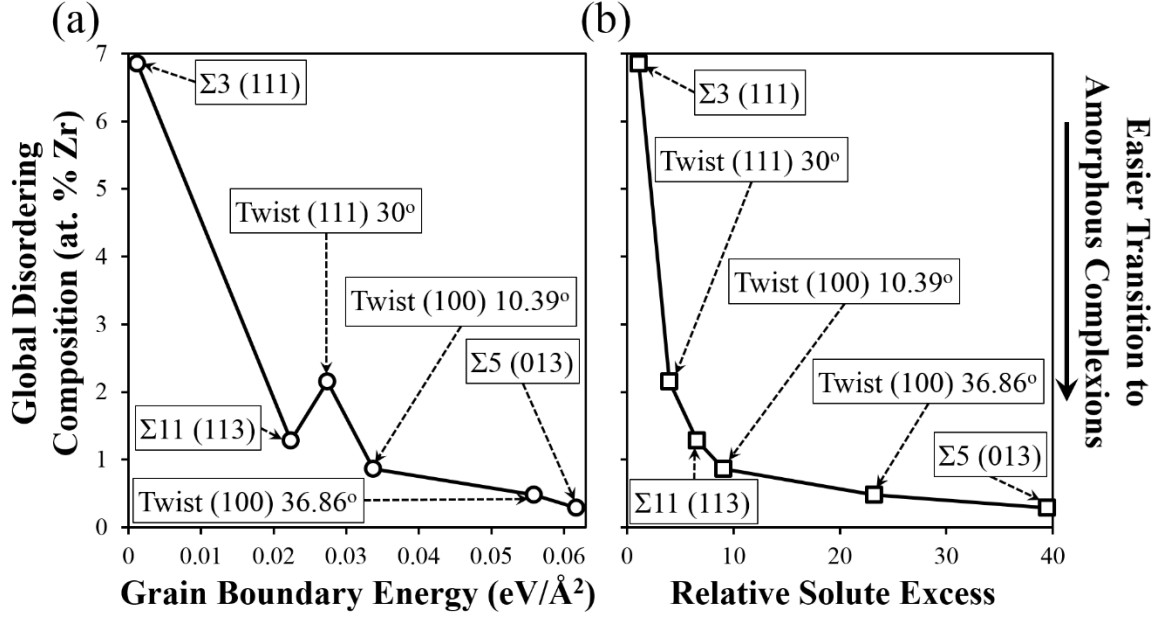 (a)
Global Disordering
Composition (at. % Zr)
7
6
5
4
3
2
1
0
Σ3 (111)
Twist (111) 30°
Twist (100) 10.39°
Σ5 (013)
Σ11 (113)
Twist (100) 36.86°
0 0.01 0.02 0.03 0.04 0.05 0.06
Grain Boundary Energy (eV/Å²)
(b)
Σ3 (111)
Twist (111) 30°
Twist (100) 10.39°
Twist (100) 36.86°
Σ5 (013)
Σ11 (113)
0 10 20 30 40
Relative Solute Excess
Easier Transition to
Amorphous Complexions